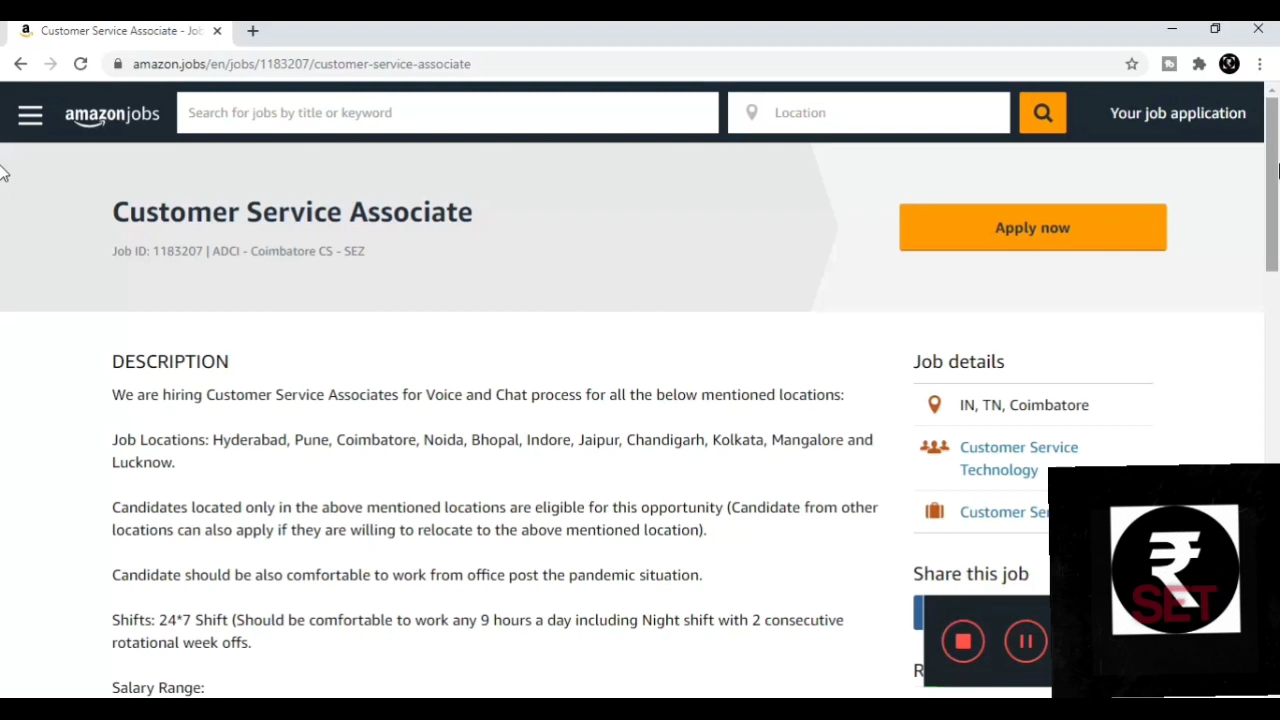 Customer Service Associate - Job
amazon.jobs/en/jobs/1183207/customer-service-associate
amazonjobs
Search for jobs by title or keyword
Location
Your job application
Customer Service Associate
Job ID: 1183207 | ADCI - Coimbatore CS - SEZ
Apply now
DESCRIPTION
We are hiring Customer Service Associates for Voice and Chat process for all the below mentioned locations:
Job Locations: Hyderabad, Pune, Coimbatore, Noida, Bhopal, Indore, Jaipur, Chandigarh, Kolkata, Mangalore and
Lucknow.
Candidates located only in the above mentioned locations are eligible for this opportunity (Candidate from other
locations can also apply if they are willing to relocate to the above mentioned location).
Candidate should be also comfortable to work from office post the pandemic situation.
Shifts: 24*7 Shift (Should be comfortable to work any 9 hours a day including Night shift with 2 consecutive
rotational week offs.
Salary Range:
Job details
IN, TN, Coimbatore
Customer Service
Technology
Customer Se
Share this job
R
₹
SET